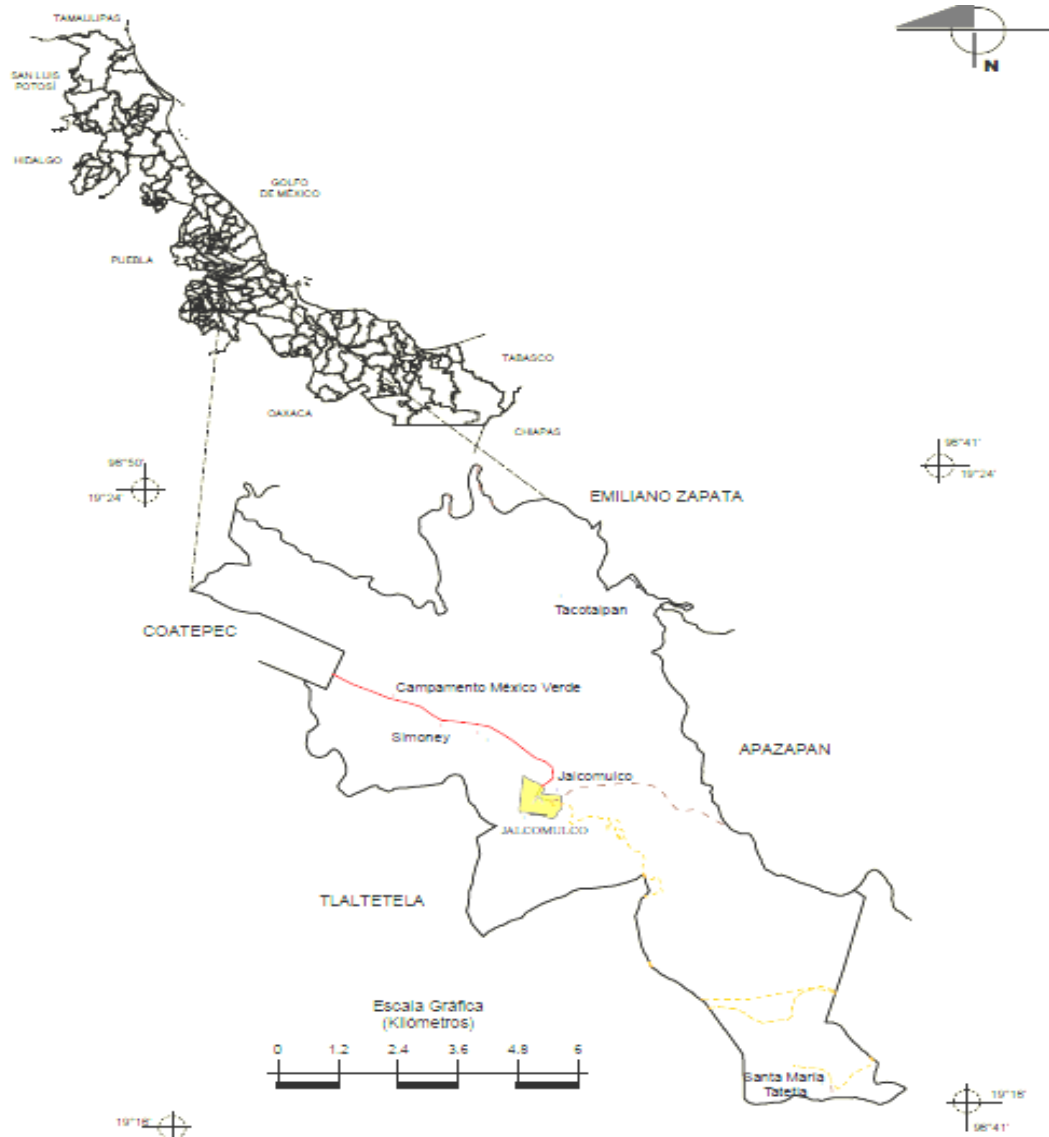 TAMAULIPAS
N
SAN LUIS
POTOSÍ
HIDALGO
GOLFO
DE MÉXICO
PUEBLA
TABASCO
OAXACA
CHIAPAS
96°50'
19°24'
96°41'
19°24'
EMILIANO ZAPATA
Tacotalpan
COATEPEC
Campamento México Verde
Simoney
APAZAPAN
Jalcomulco
JALCOMULCO
TLALTETELA
Escala Gráfica
(Kilómetros)
0 1.2 2.4 3.6 4.8 6
Santa María
Tatetla
19°16'
19°16'
96°41'